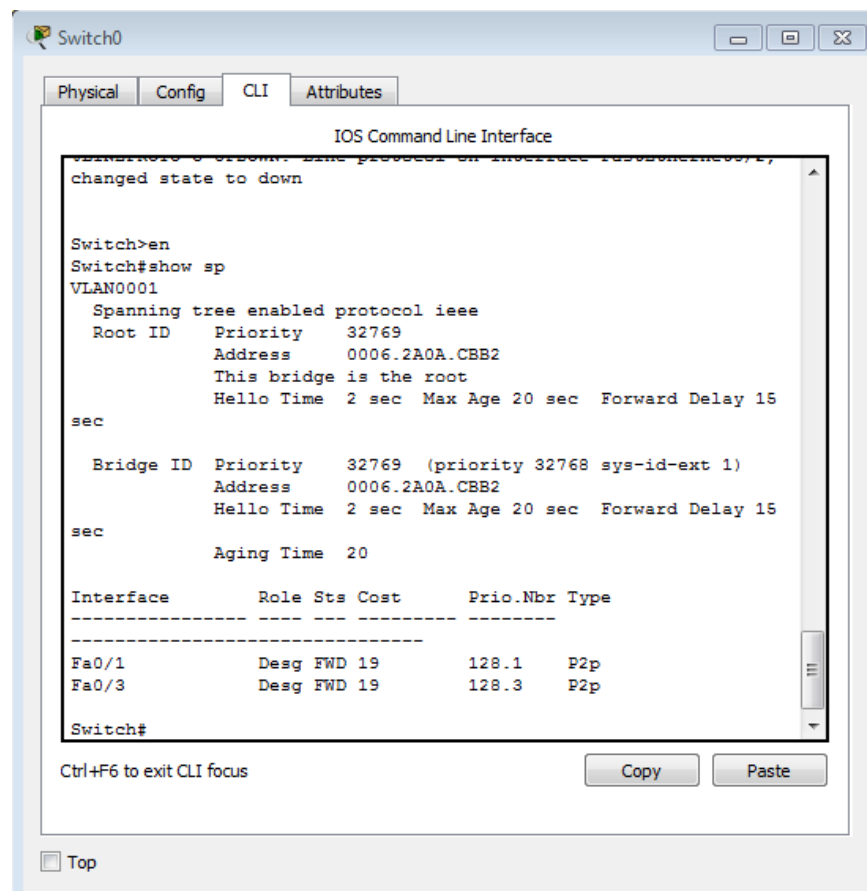 Switch0
Physical Config CLI Attributes
IOS Command Line Interface
changed state to down
Switch>en
Switch#show sp
VLAN0001
  Spanning tree enabled protocol ieee
  Root ID    Priority    32769
             Address     0006.2A0A.CBB2
             This bridge is the root
             Hello Time  2 sec  Max Age 20 sec  Forward Delay 15
sec
  Bridge ID  Priority    32769  (priority 32768 sys-id-ext 1)
             Address     0006.2A0A.CBB2
             Hello Time  2 sec  Max Age 20 sec  Forward Delay 15
sec
             Aging Time  20
Interface        Role Sts Cost      Prio.Nbr Type
---------------- ---- --- --------- --------
--------------------------------
Fa0/1            Desg FWD 19        128.1    P2p
Fa0/3            Desg FWD 19        128.3    P2p
Switch#
Ctrl+F6 to exit CLI focus
Copy Paste
Top